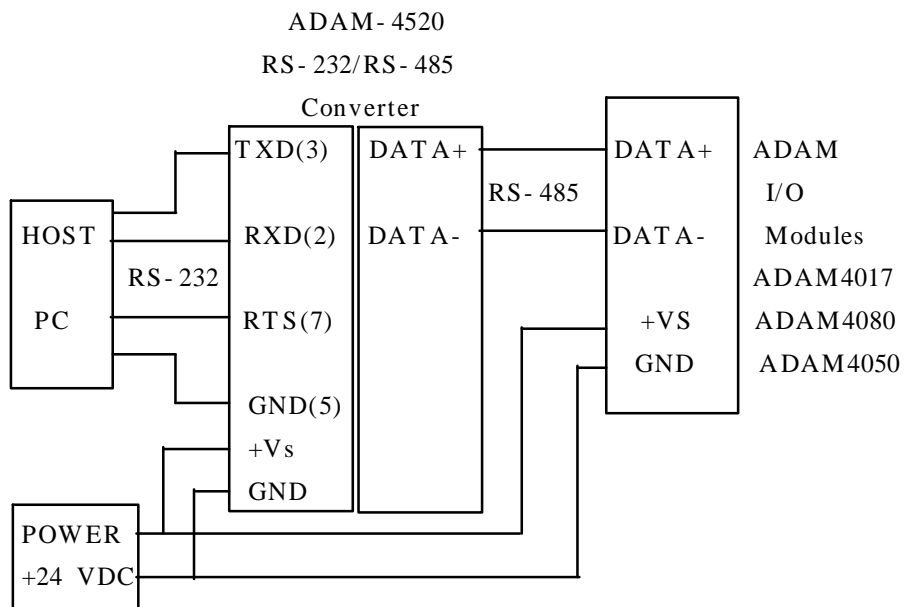 ADAM-4520
RS-232/RS-485
Converter
TXD(3)
RXD(2)
RTS(7)
GND(5)
+Vs
GND
DATA+
DATA-
RS-485
DATA+
DATA-
+VS
GND
ADAM
I/O
Modules
ADAM4017
ADAM4080
ADAM4050
HOST
PC
RS-232
POWER
+24 VDC